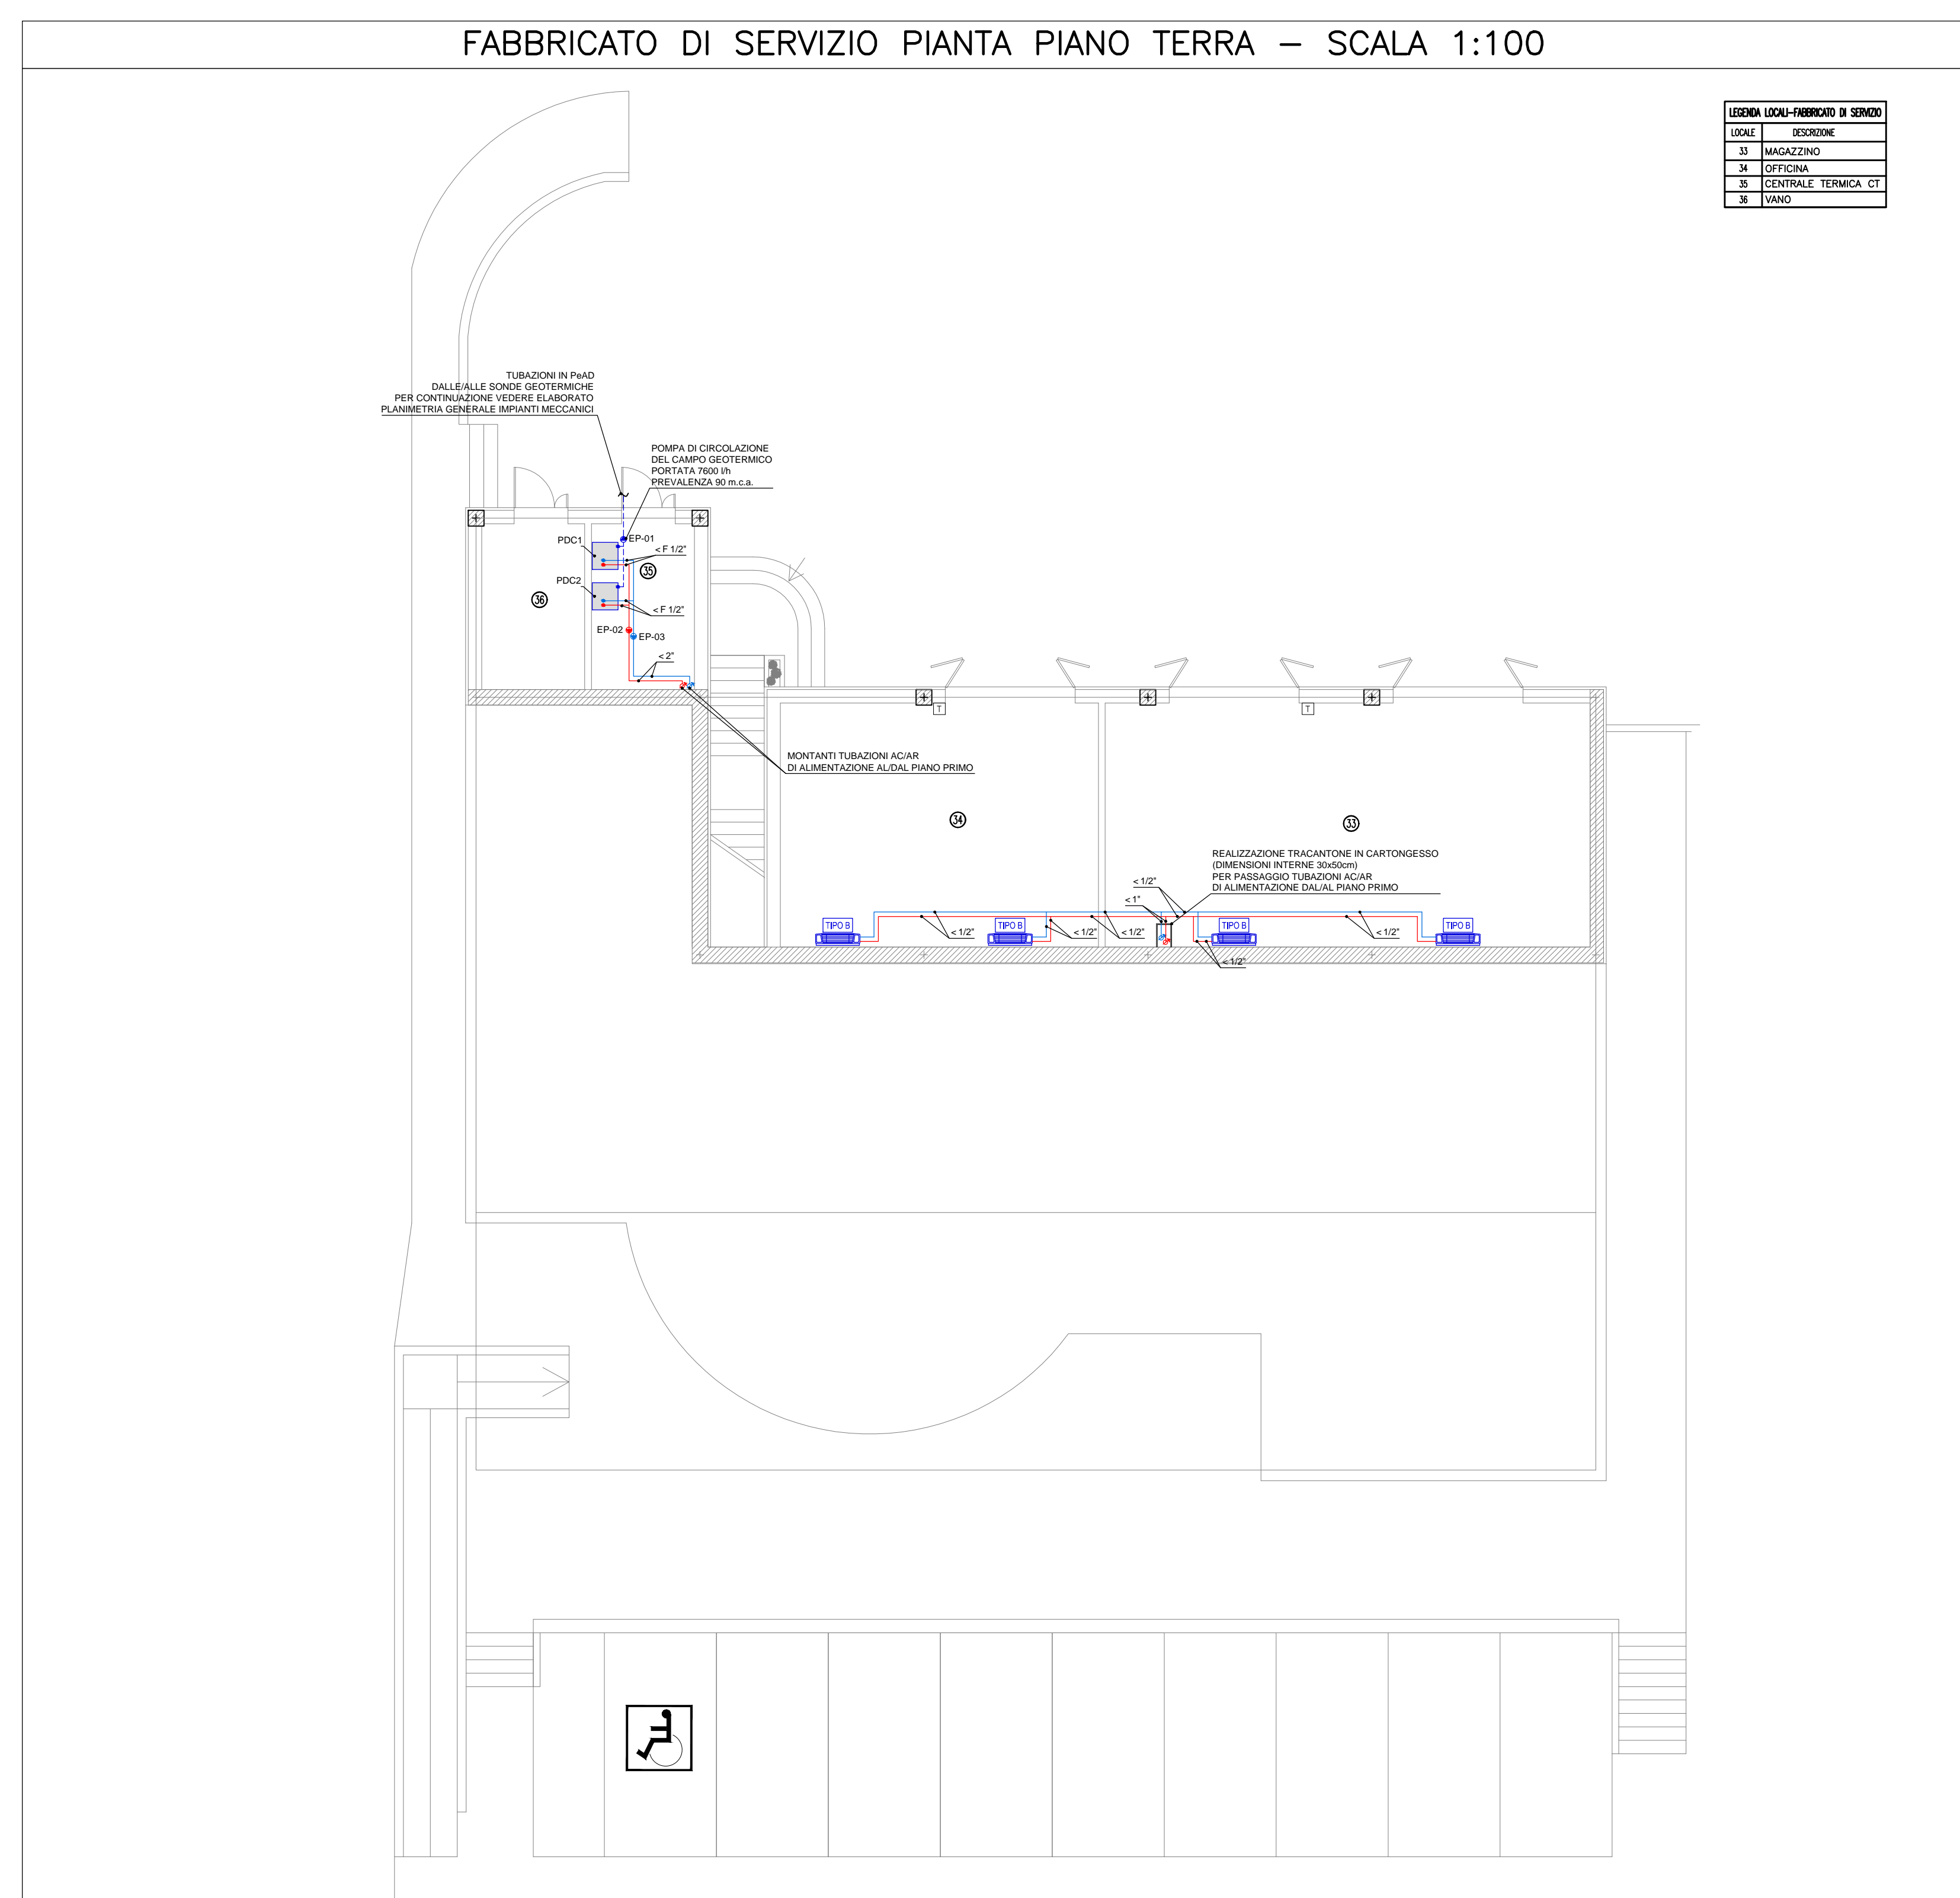 FABBRICATO DI SERVIZIO PIANTA PIANO TERRA – SCALA 1:100
LEGENDA LOCALI–FABBRICATO DI SERVIZIO
LOCALE DESCRIZIONE
33 MAGAZZINO
34 OFFICINA
35 CENTRALE TERMICA CT
36 VANO
TUBAZIONI IN PeAD
DALLE/ALLE SONDE GEOTERMICHE
PER CONTINUAZIONE VEDERE ELABORATO
PLANIMETRIA GENERALE IMPIANTI MECCANICI
POMPA DI CIRCOLAZIONE
DEL CAMPO GEOTERMICO
PORTATA 7600 l/h
PREVALENZA 90 m.c.a.
EP-01
PDC1
< F 1/2"
35
PDC2
36
< F 1/2"
EP-02
EP-03
< 2"
T
T
MONTANTI TUBAZIONI AC/AR
DI ALIMENTAZIONE AL/DAL PIANO PRIMO
34
33
REALIZZAZIONE TRACANTONE IN CARTONGESSO
(DIMENSIONI INTERNE 30x50cm)
PER PASSAGGIO TUBAZIONI AC/AR
DI ALIMENTAZIONE DAL/AL PIANO PRIMO
< 1/2"
< 1"
TIPO B
TIPO B
TIPO B
TIPO B
< 1/2"
< 1/2"
< 1/2"
< 1/2"
< 1/2"